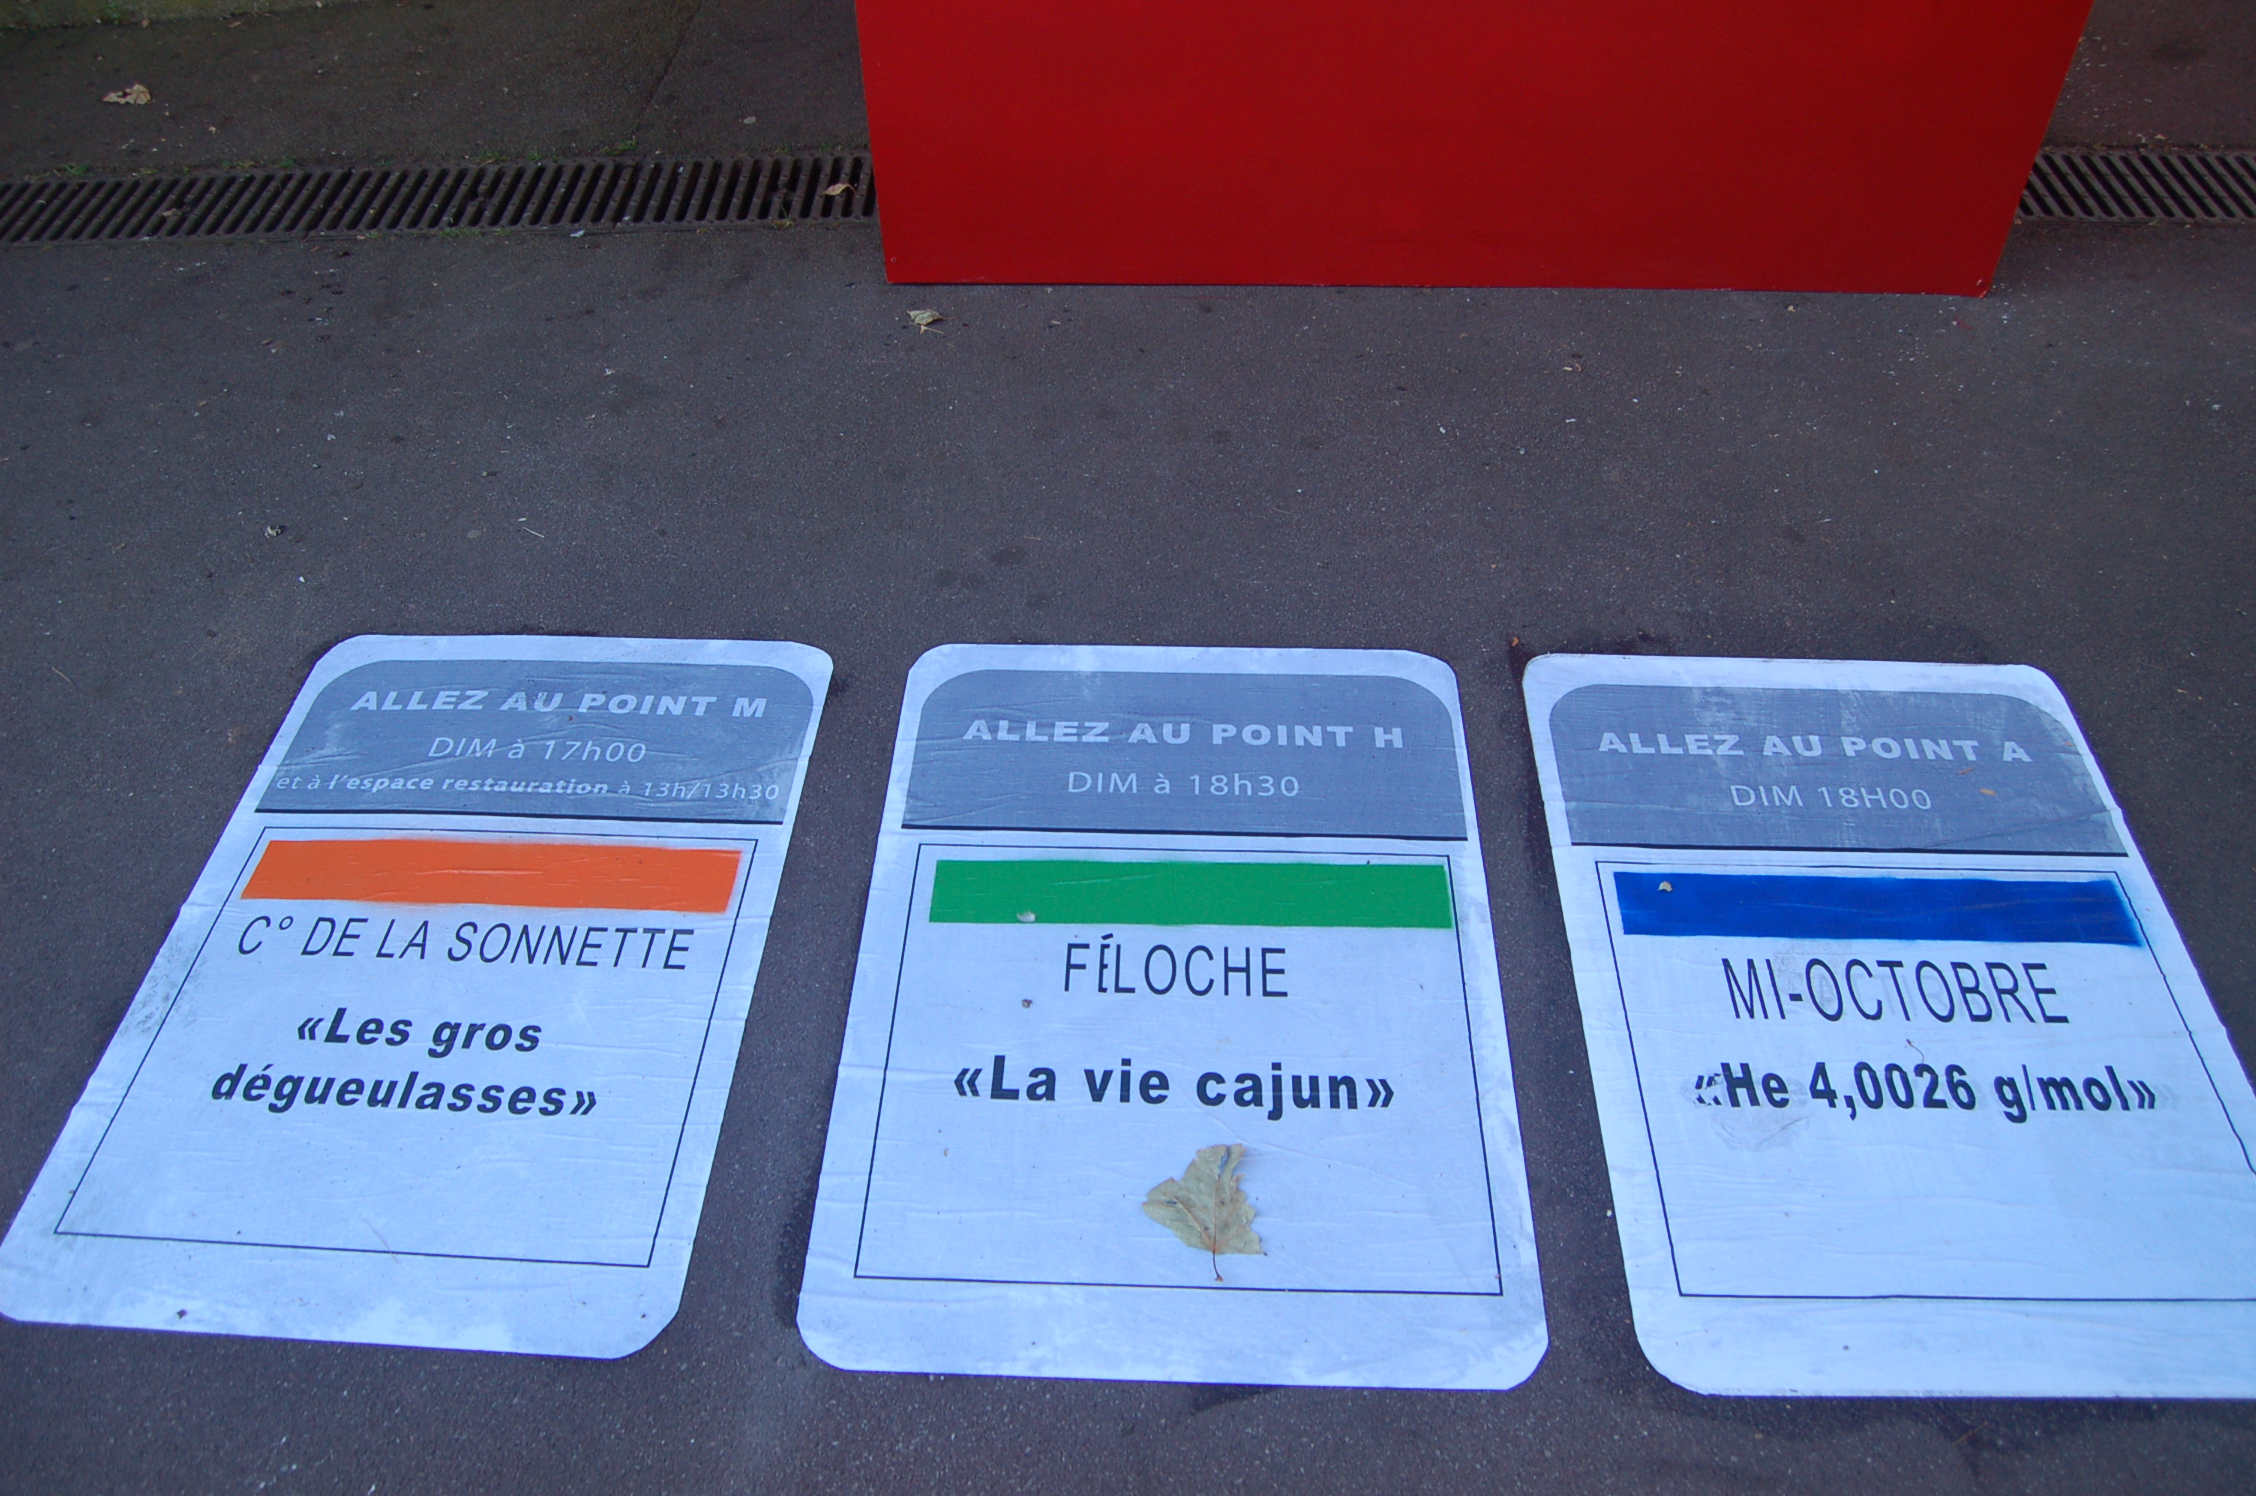 ALLEZ AU POINT M
DIM à 17h00
et à l'espace restauration à 13h/13h30
C° DE LA SONNETTE
«Les gros
dégueulasses»
ALLEZ AU POINT H
DIM à 18h30
FÉLOCHE
«La vie cajun»
ALLEZ AU POINT A
DIM 18H00
MI-OCTOBRE
«He 4,0026 g/mol»